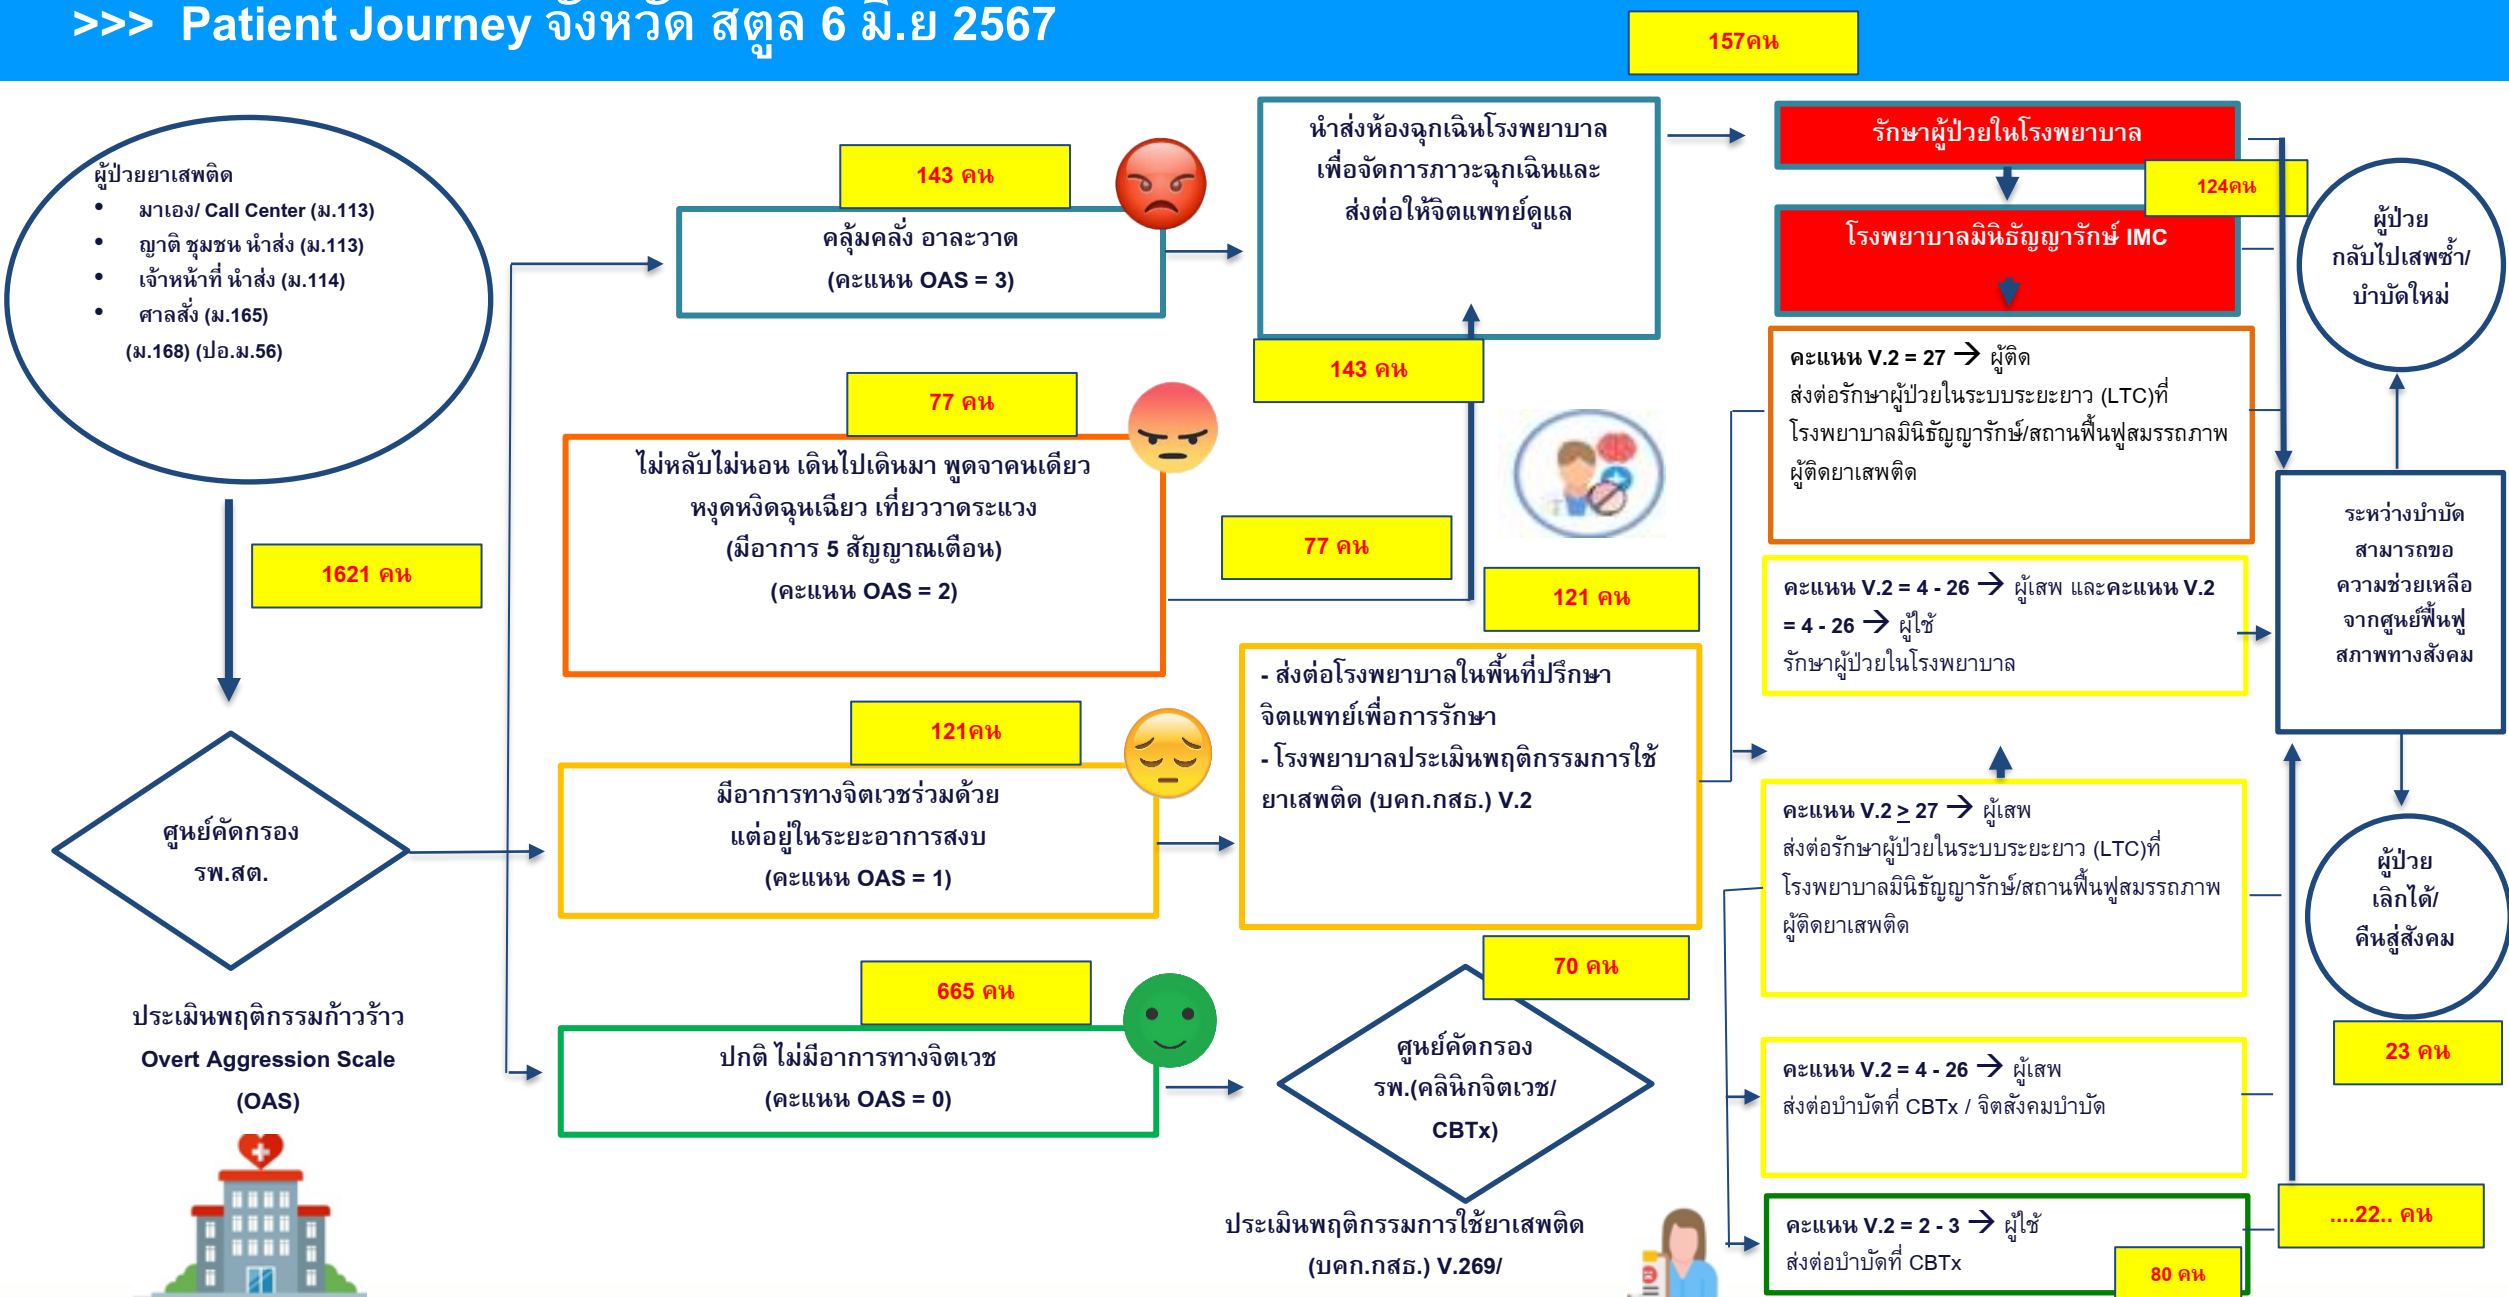 >>> Patient Journey จังหวัด สตูล 6 มิ.ย 2567
157คน
ผู้ป่วยยาเสพติด
• มาเอง/ Call Center (ม.113)
• ญาติ ชุมชน นำส่ง (ม.113)
• เจ้าหน้าที่ นำส่ง (ม.114)
• ศาลสั่ง (ม.165)
(ม.168) (ปอ.ม.56)
1621 คน
ศูนย์คัดกรอง
รพ.สต.
ประเมินพฤติกรรมก้าวร้าว
Overt Aggression Scale
(OAS)
143 คน
คลุ้มคลั่ง อาละวาด
(คะแนน OAS = 3)
77 คน
ไม่หลับไม่นอน เดินไปเดินมา พูดจาคนเดียว
หงุดหงิดฉุนเฉียว เที่ยววาดระแวง
(มีอาการ 5 สัญญาณเตือน)
(คะแนน OAS = 2)
121คน
มีอาการทางจิตเวชร่วมด้วย
แต่อยู่ในระยะอาการสงบ
(คะแนน OAS = 1)
665 คน
ปกติ ไม่มีอาการทางจิตเวช
(คะแนน OAS = 0)
นำส่งห้องฉุกเฉินโรงพยาบาล
เพื่อจัดการภาวะฉุกเฉินและ
ส่งต่อให้จิตแพทย์ดูแล
143 คน
77 คน
121 คน
- ส่งต่อโรงพยาบาลในพื้นที่ปรึกษา
จิตแพทย์เพื่อการรักษา
- โรงพยาบาลประเมินพฤติกรรมการใช้
ยาเสพติด (บคก.กสธ.) V.2
70 คน
ศูนย์คัดกรอง
รพ.(คลินิกจิตเวช/
CBTx)
ประเมินพฤติกรรมการใช้ยาเสพติด
(บคก.กสธ.) V.269/
รักษาผู้ป่วยในโรงพยาบาล
124คน
โรงพยาบาลมินิธัญญารักษ์ IMC
คะแนน V.2 = 27 → ผู้ติด
ส่งต่อรักษาผู้ป่วยในระบบระยะยาว (LTC)ที่
โรงพยาบาลมินิธัญญารักษ์/สถานฟื้นฟูสมรรถภาพ
ผู้ติดยาเสพติด
คะแนน V.2 = 4 - 26 → ผู้เสพ และคะแนน V.2
= 4 - 26 → ผู้ใช้
รักษาผู้ป่วยในโรงพยาบาล
คะแนน V.2 ≥ 27 → ผู้เสพ
ส่งต่อรักษาผู้ป่วยในระบบระยะยาว (LTC)ที่
โรงพยาบาลมินิธัญญารักษ์/สถานฟื้นฟูสมรรถภาพ
ผู้ติดยาเสพติด
คะแนน V.2 = 4 - 26 → ผู้เสพ
ส่งต่อบำบัดที่ CBTx / จิตสังคมบำบัด
คะแนน V.2 = 2 - 3 → ผู้ใช้
ส่งต่อบำบัดที่ CBTx
80 คน
ผู้ป่วย
กลับไปเสพซ้ำ/
บำบัดใหม่
ระหว่างบำบัด
สามารถขอ
ความช่วยเหลือ
จากศูนย์ฟื้นฟู
สภาพทางสังคม
ผู้ป่วย
เลิกได้/
คืนสู่สังคม
23 คน
....22.. คน